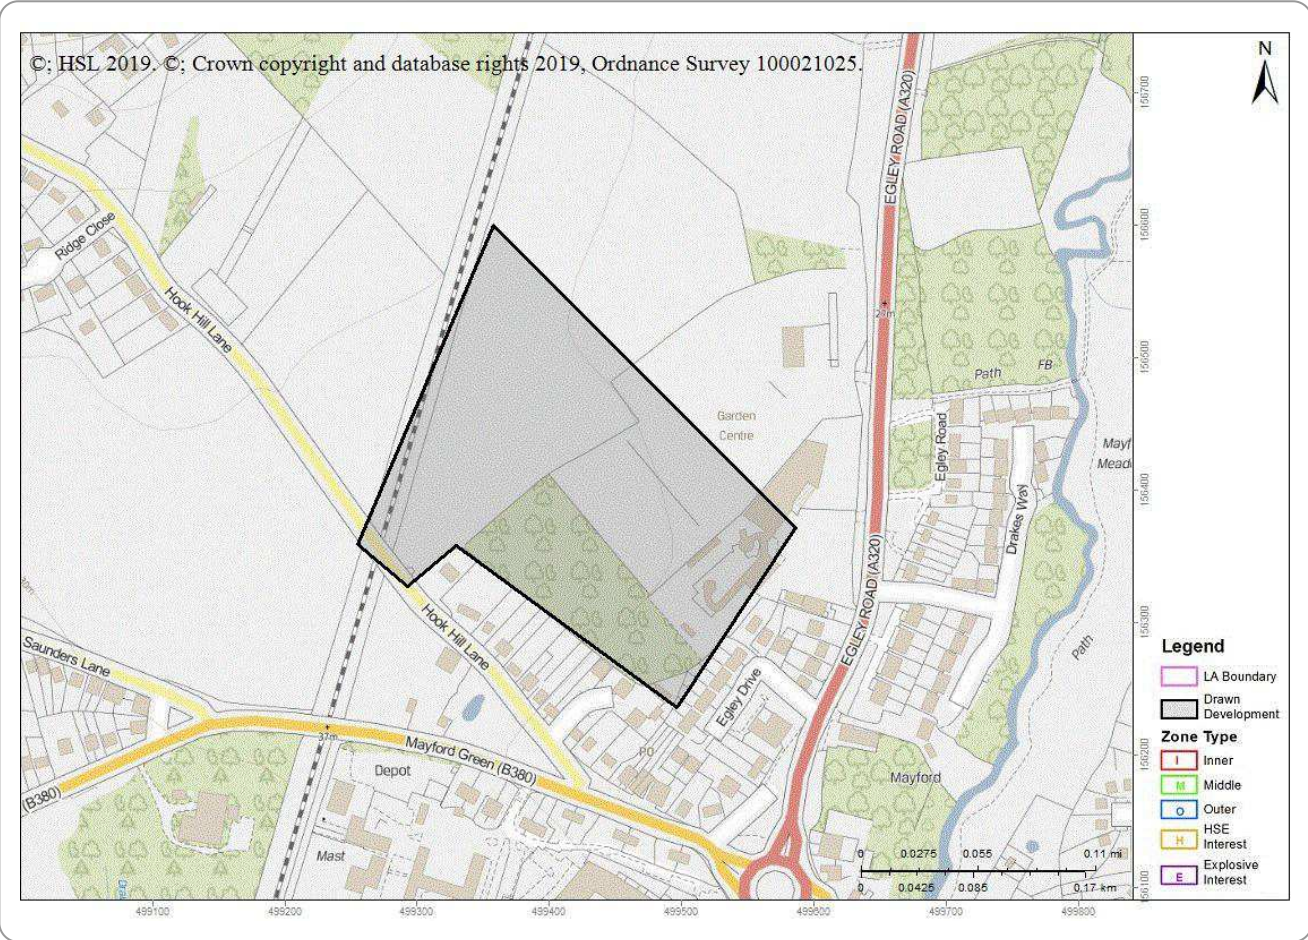 ©; HSL 2019. ©; Crown copyright and database rights 2019, Ordnance Survey 100021025.
N
156700
EGLEY ROAD (A320)
Ridge Close
156600
Hook Hill Lane
27m
156500
Path
FB
Garden
Centre
Egley Road
Mayf
Mead
156400
Drakes Way
EGLEY ROAD (A320)
Hook Hill Lane
156300
Path
Saunders Lane
Legend
LA Boundary
Drawn
Development
Egley Drive
Zone Type
I Inner
37m
Mayford Green (B380)
PO
156200
Depot
Mayford
M Middle
(B380)
O Outer
H HSE
Interest
Mast
0 0.0275 0.055 0.11 mi
0 0.0425 0.085 0.17 km
E Explosive
Interest
156100
499100 499200 499300 499400 499500 499600 499700 499800